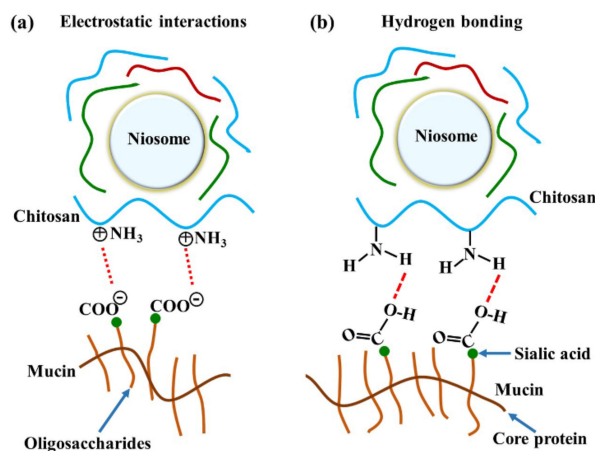 (a) Electrostatic interactions
Niosome
Chitosan
⊕NH₃ ⊕NH₃
COO⊖ COO⊖
Mucin
Oligosaccharides
(b) Hydrogen bonding
Niosome
Chitosan
N N
H H H H
O-H O-H
O=C O=C
Sialic acid
Mucin
Core protein